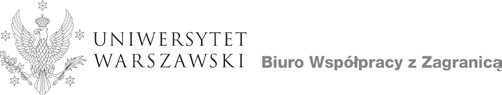 UNIWERSYTET
WARSZAWSKI
Biuro Współpracy z Zagranicą